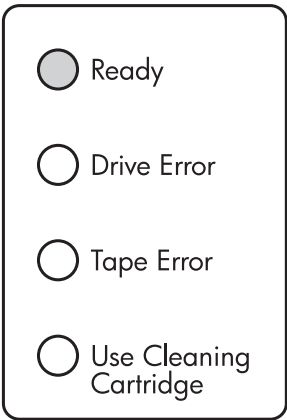 Ready
Drive Error
Tape Error
Use Cleaning
Cartridge